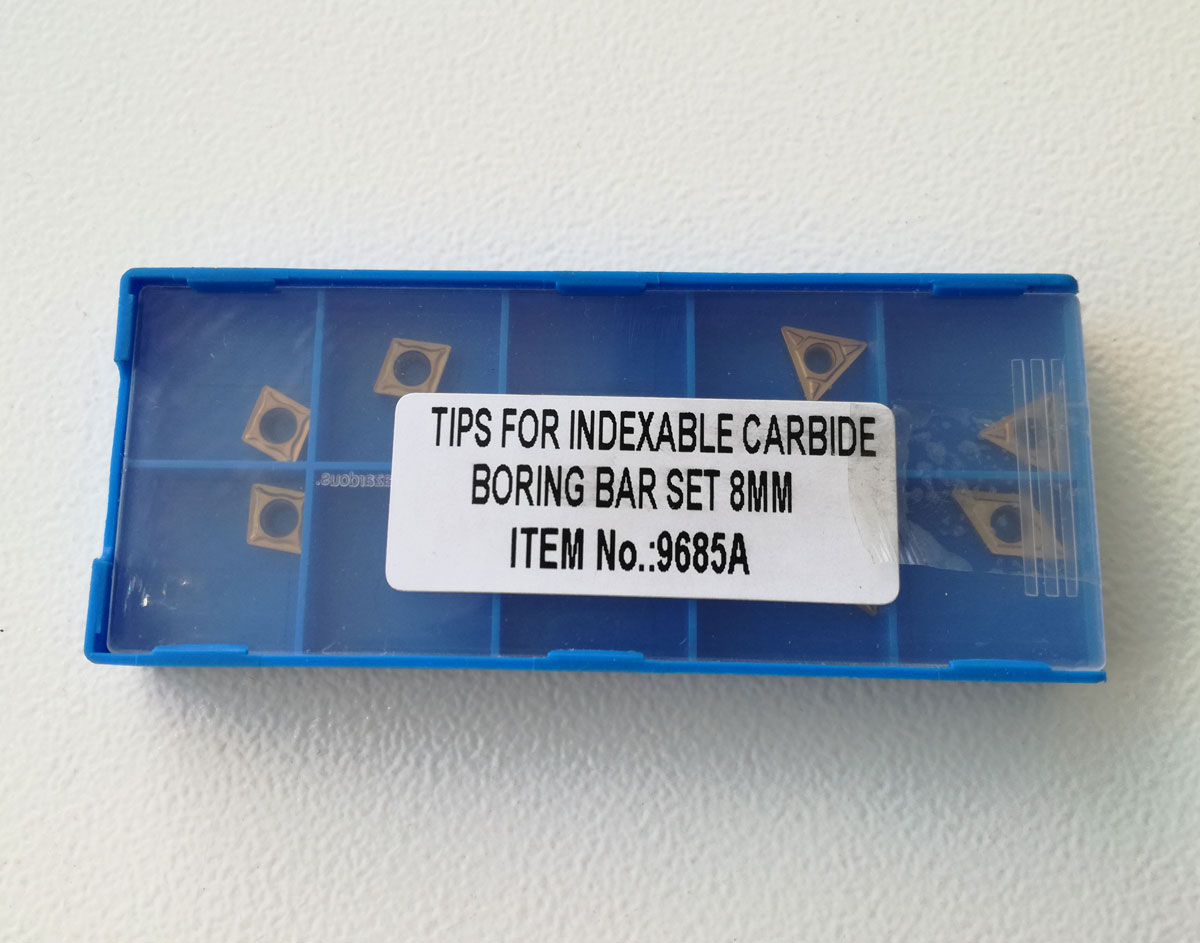 TIPS FOR INDEXABLE CARBIDE
BORING BAR SET 8MM
ITEM No.:9685A